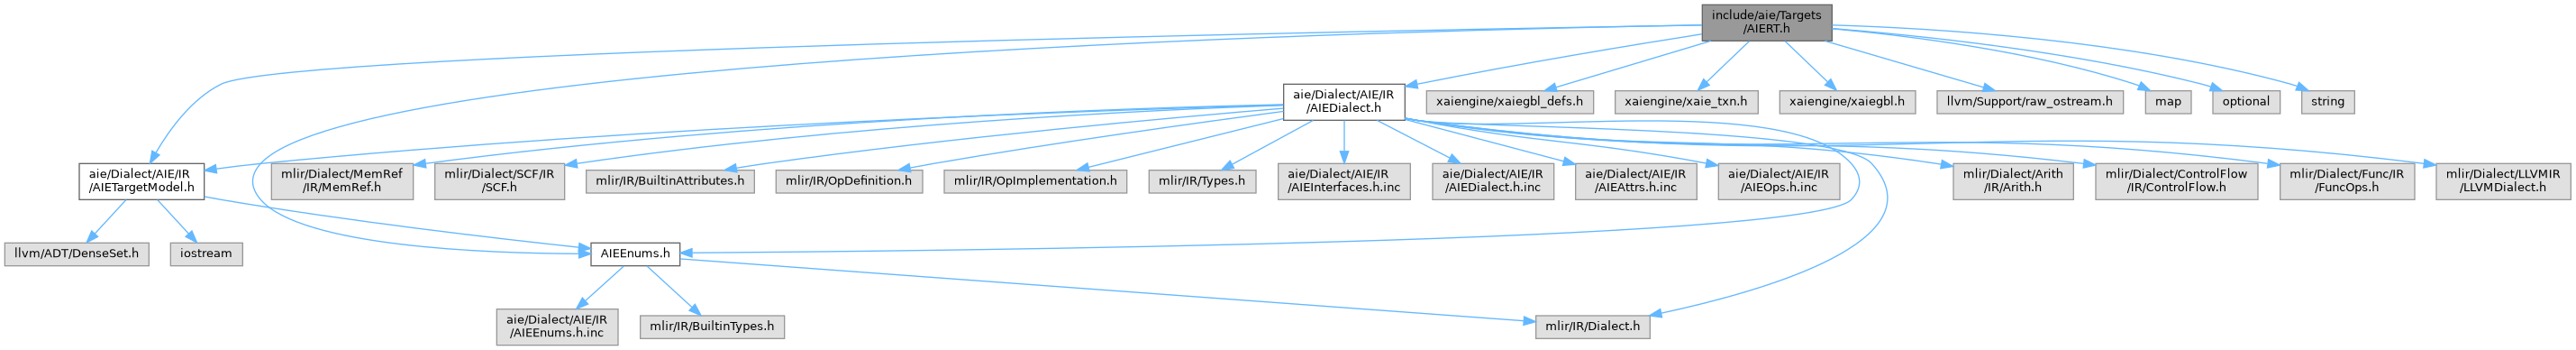 include/aie/Targets
/AIERT.h
aie/Dialect/AIE/IR
/AIEDialect.h
xaiengine/xaiegbl_defs.h
xaiengine/xaie_txn.h
xaiengine/xaiegbl.h
llvm/Support/raw_ostream.h
map
optional
string
aie/Dialect/AIE/IR
/AIETargetModel.h
mlir/Dialect/MemRef
/IR/MemRef.h
mlir/Dialect/SCF/IR
/SCF.h
mlir/IR/BuiltinAttributes.h
mlir/IR/OpDefinition.h
mlir/IR/OpImplementation.h
mlir/IR/Types.h
aie/Dialect/AIE/IR
/AIEInterfaces.h.inc
aie/Dialect/AIE/IR
/AIEDialect.h.inc
aie/Dialect/AIE/IR
/AIEAttrs.h.inc
aie/Dialect/AIE/IR
/AIEOps.h.inc
mlir/Dialect/Arith
/IR/Arith.h
mlir/Dialect/ControlFlow
/IR/ControlFlow.h
mlir/Dialect/Func/IR
/FuncOps.h
mlir/Dialect/LLVMIR
/LLVMDialect.h
llvm/ADT/DenseSet.h
iostream
AIEEnums.h
aie/Dialect/AIE/IR
/AIEEnums.h.inc
mlir/IR/BuiltinTypes.h
mlir/IR/Dialect.h